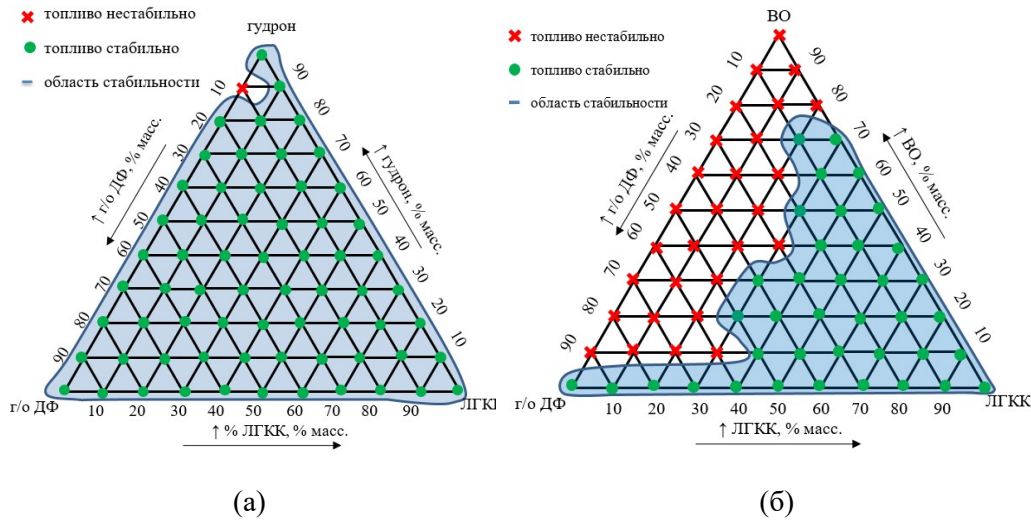 топливо нестабильно
топливо стабильно
область стабильности
гудрон
10
20
30
40
50
60
70
80
90
↑ г/о ДФ, % масс.
90
80
70
60
50
40
30
20
10
↑ гудрон, % масс.
г/о ДФ
10
20
30
40
50
60
70
80
90
ЛГКІ
↑ % ЛГКК, % масс.
(а)
ВО
топливо нестабильно
топливо стабильно
область стабильности
10
20
30
40
50
60
70
80
90
↑ г/о ДФ, % масс.
90
80
70
60
50
40
30
20
10
↑ ВО, % масс.
г/о ДФ
10
20
30
40
50
60
70
80
90
ЛГКК
↑ ЛГКК, % масс.
(б)